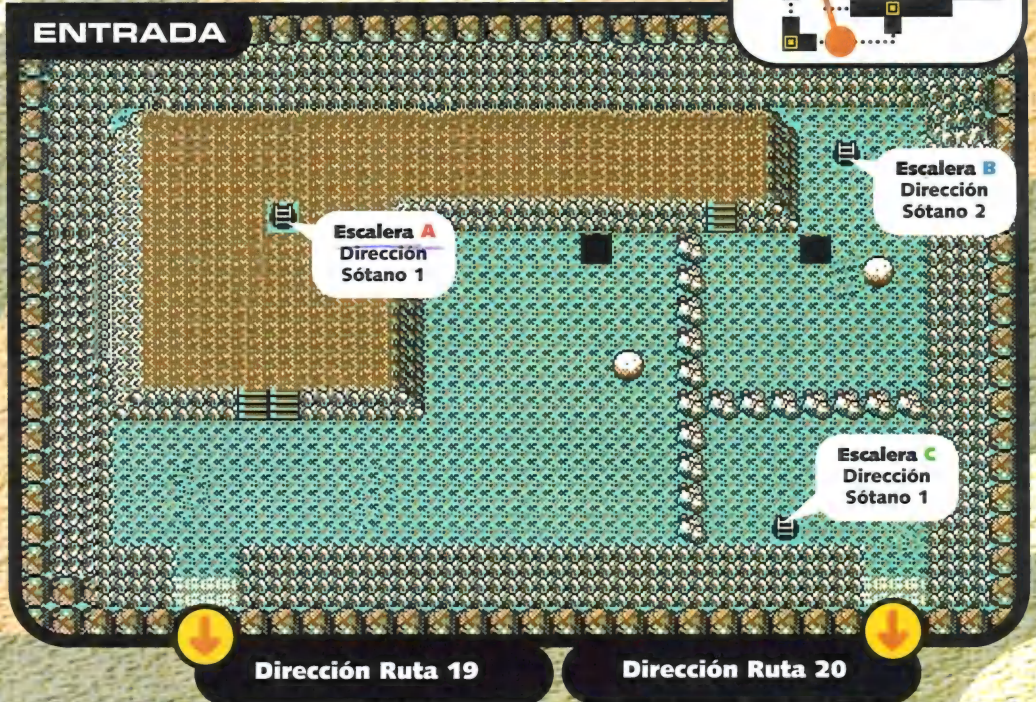 ENTRADA
Escalera B
Dirección
Sótano 2
Escalera A
Dirección
Sótano 1
Escalera C
Dirección
Sótano 1
Dirección Ruta 19
Dirección Ruta 20